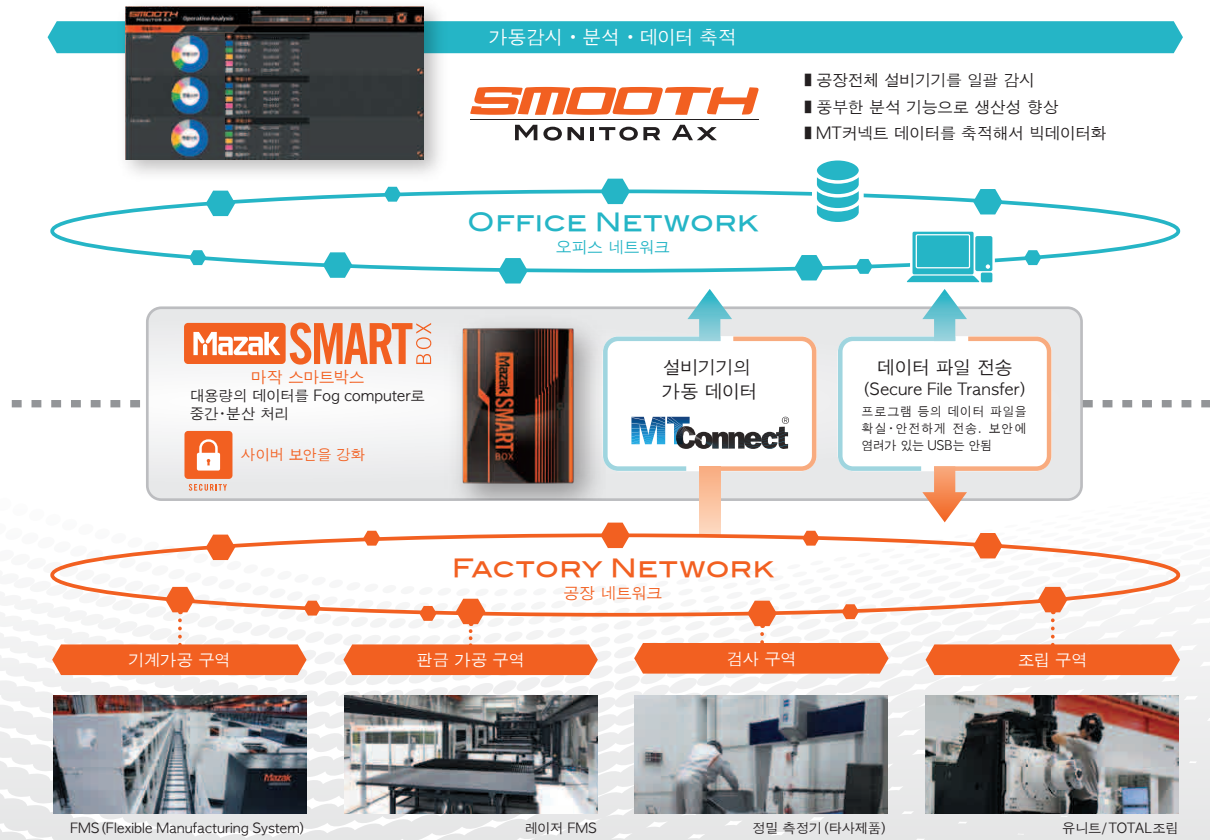 SMOOTH
MONITOR AX
Operation Analysis
가동감시・분석・데이터 축적
SMOOTH
MONITOR AX
▮ 공장전체 설비기기를 일괄 감시
▮ 풍부한 분석 기능으로 생산성 향상
▮ MT커넥트 데이터를 축적해서 빅데이터화
OFFICE NETWORK
오피스 네트워크
Mazak SMART BOX
마작 스마트박스
대용량의 데이터를 Fog computer로
중간·분산 처리
SECURITY
사이버 보안을 강화
Mazak SMART
BOX
설비기기의
가동 데이터
MTConnect®
데이터 파일 전송
(Secure File Transfer)
프로그램 등의 데이터 파일을
확실·안전하게 전송. 보안에
염려가 있는 USB는 안됨
FACTORY NETWORK
공장 네트워크
기계가공 구역
판금 가공 구역
검사 구역
조립 구역
Mazak
FMS (Flexible Manufacturing System)
레이저 FMS
정밀 측정기 (타사제품)
유니트/TOTAL조립